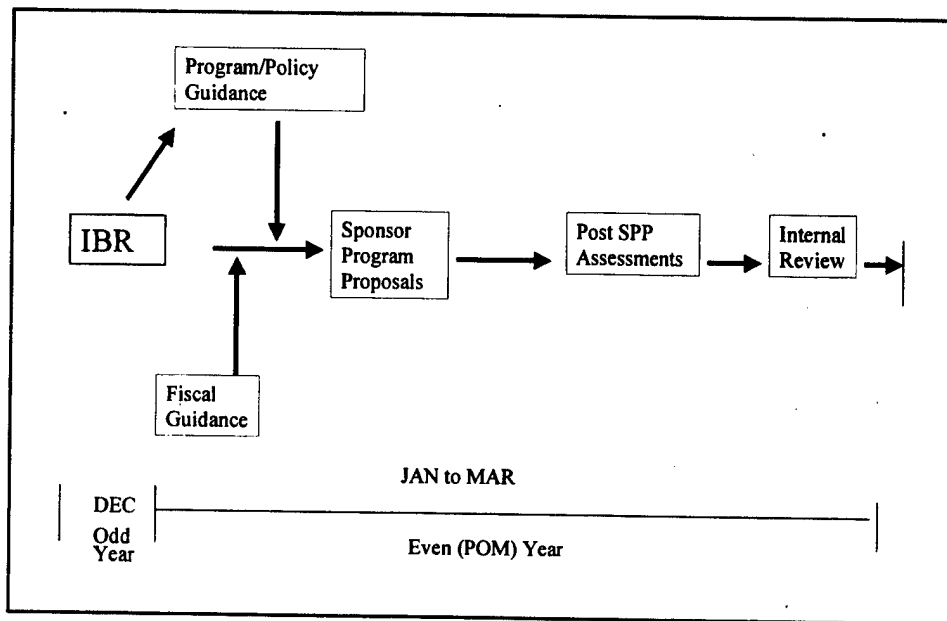 Program/Policy
Guidance
IBR
Sponsor
Program
Proposals
Post SPP
Assessments
Internal
Review
Fiscal
Guidance
JAN to MAR
DEC
Odd
Year
Even (POM) Year